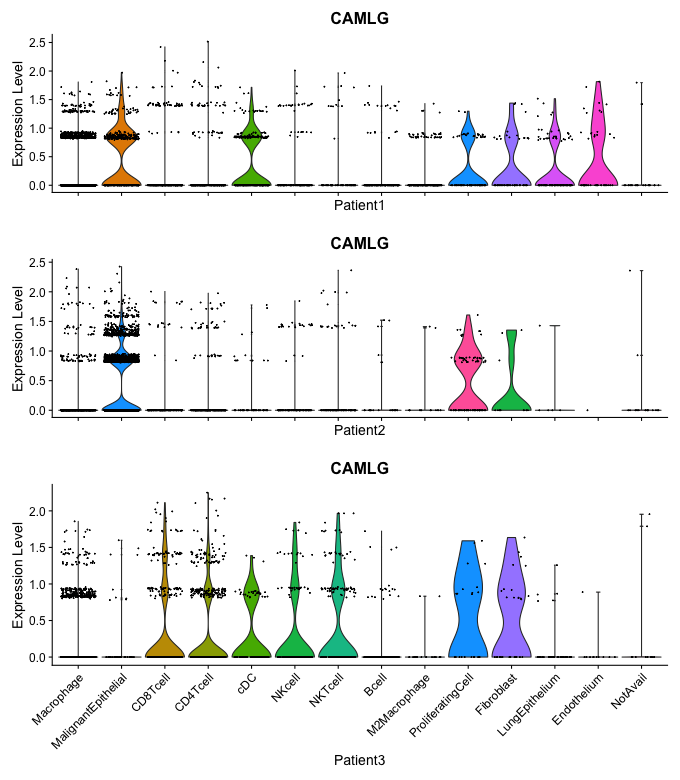 CAMLG
Expression Level
2.5
2.0
1.5
1.0
0.5
0.0
Patient1
CAMLG
Expression Level
2.5
2.0
1.5
1.0
0.5
0.0
Patient2
CAMLG
Expression Level
2.0
1.5
1.0
0.5
0.0
Macrophage
MalignantEpithelial
CD8Tcell
CD4Tcell
cDC
NKcell
NKTcell
Bcell
M2Macrophage
ProliferatingCell
Fibroblast
LungEpithelium
Endothelium
NotAvail
Patient3